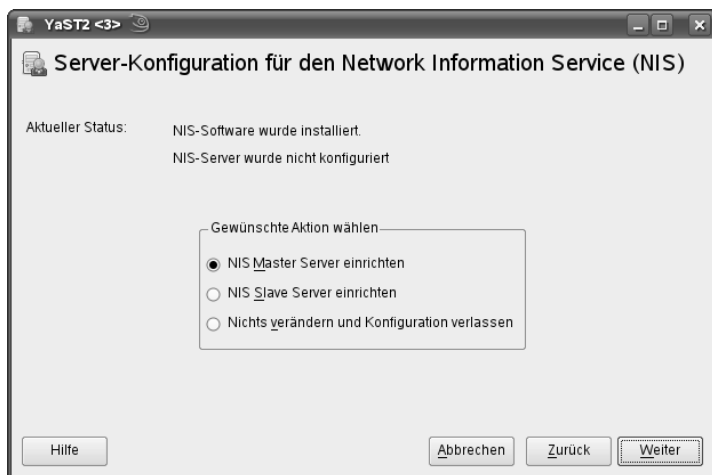 YaST2 <3>
Server-Konfiguration für den Network Information Service (NIS)
Aktueller Status:
NIS-Software wurde installiert.
NIS-Server wurde nicht konfiguriert
Gewünschte Aktion wählen
NIS Master Server einrichten
NIS Slave Server einrichten
Nichts verändern und Konfiguration verlassen
Hilfe
Abbrechen
Zurück
Weiter